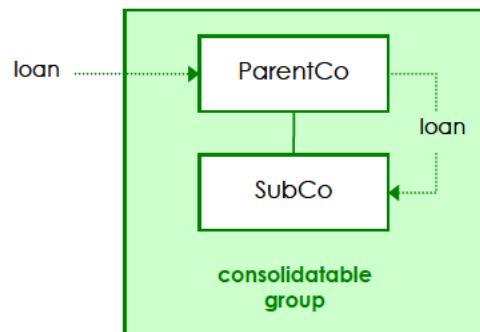 loan
ParentCo
loan
SubCo
consolidatable
group